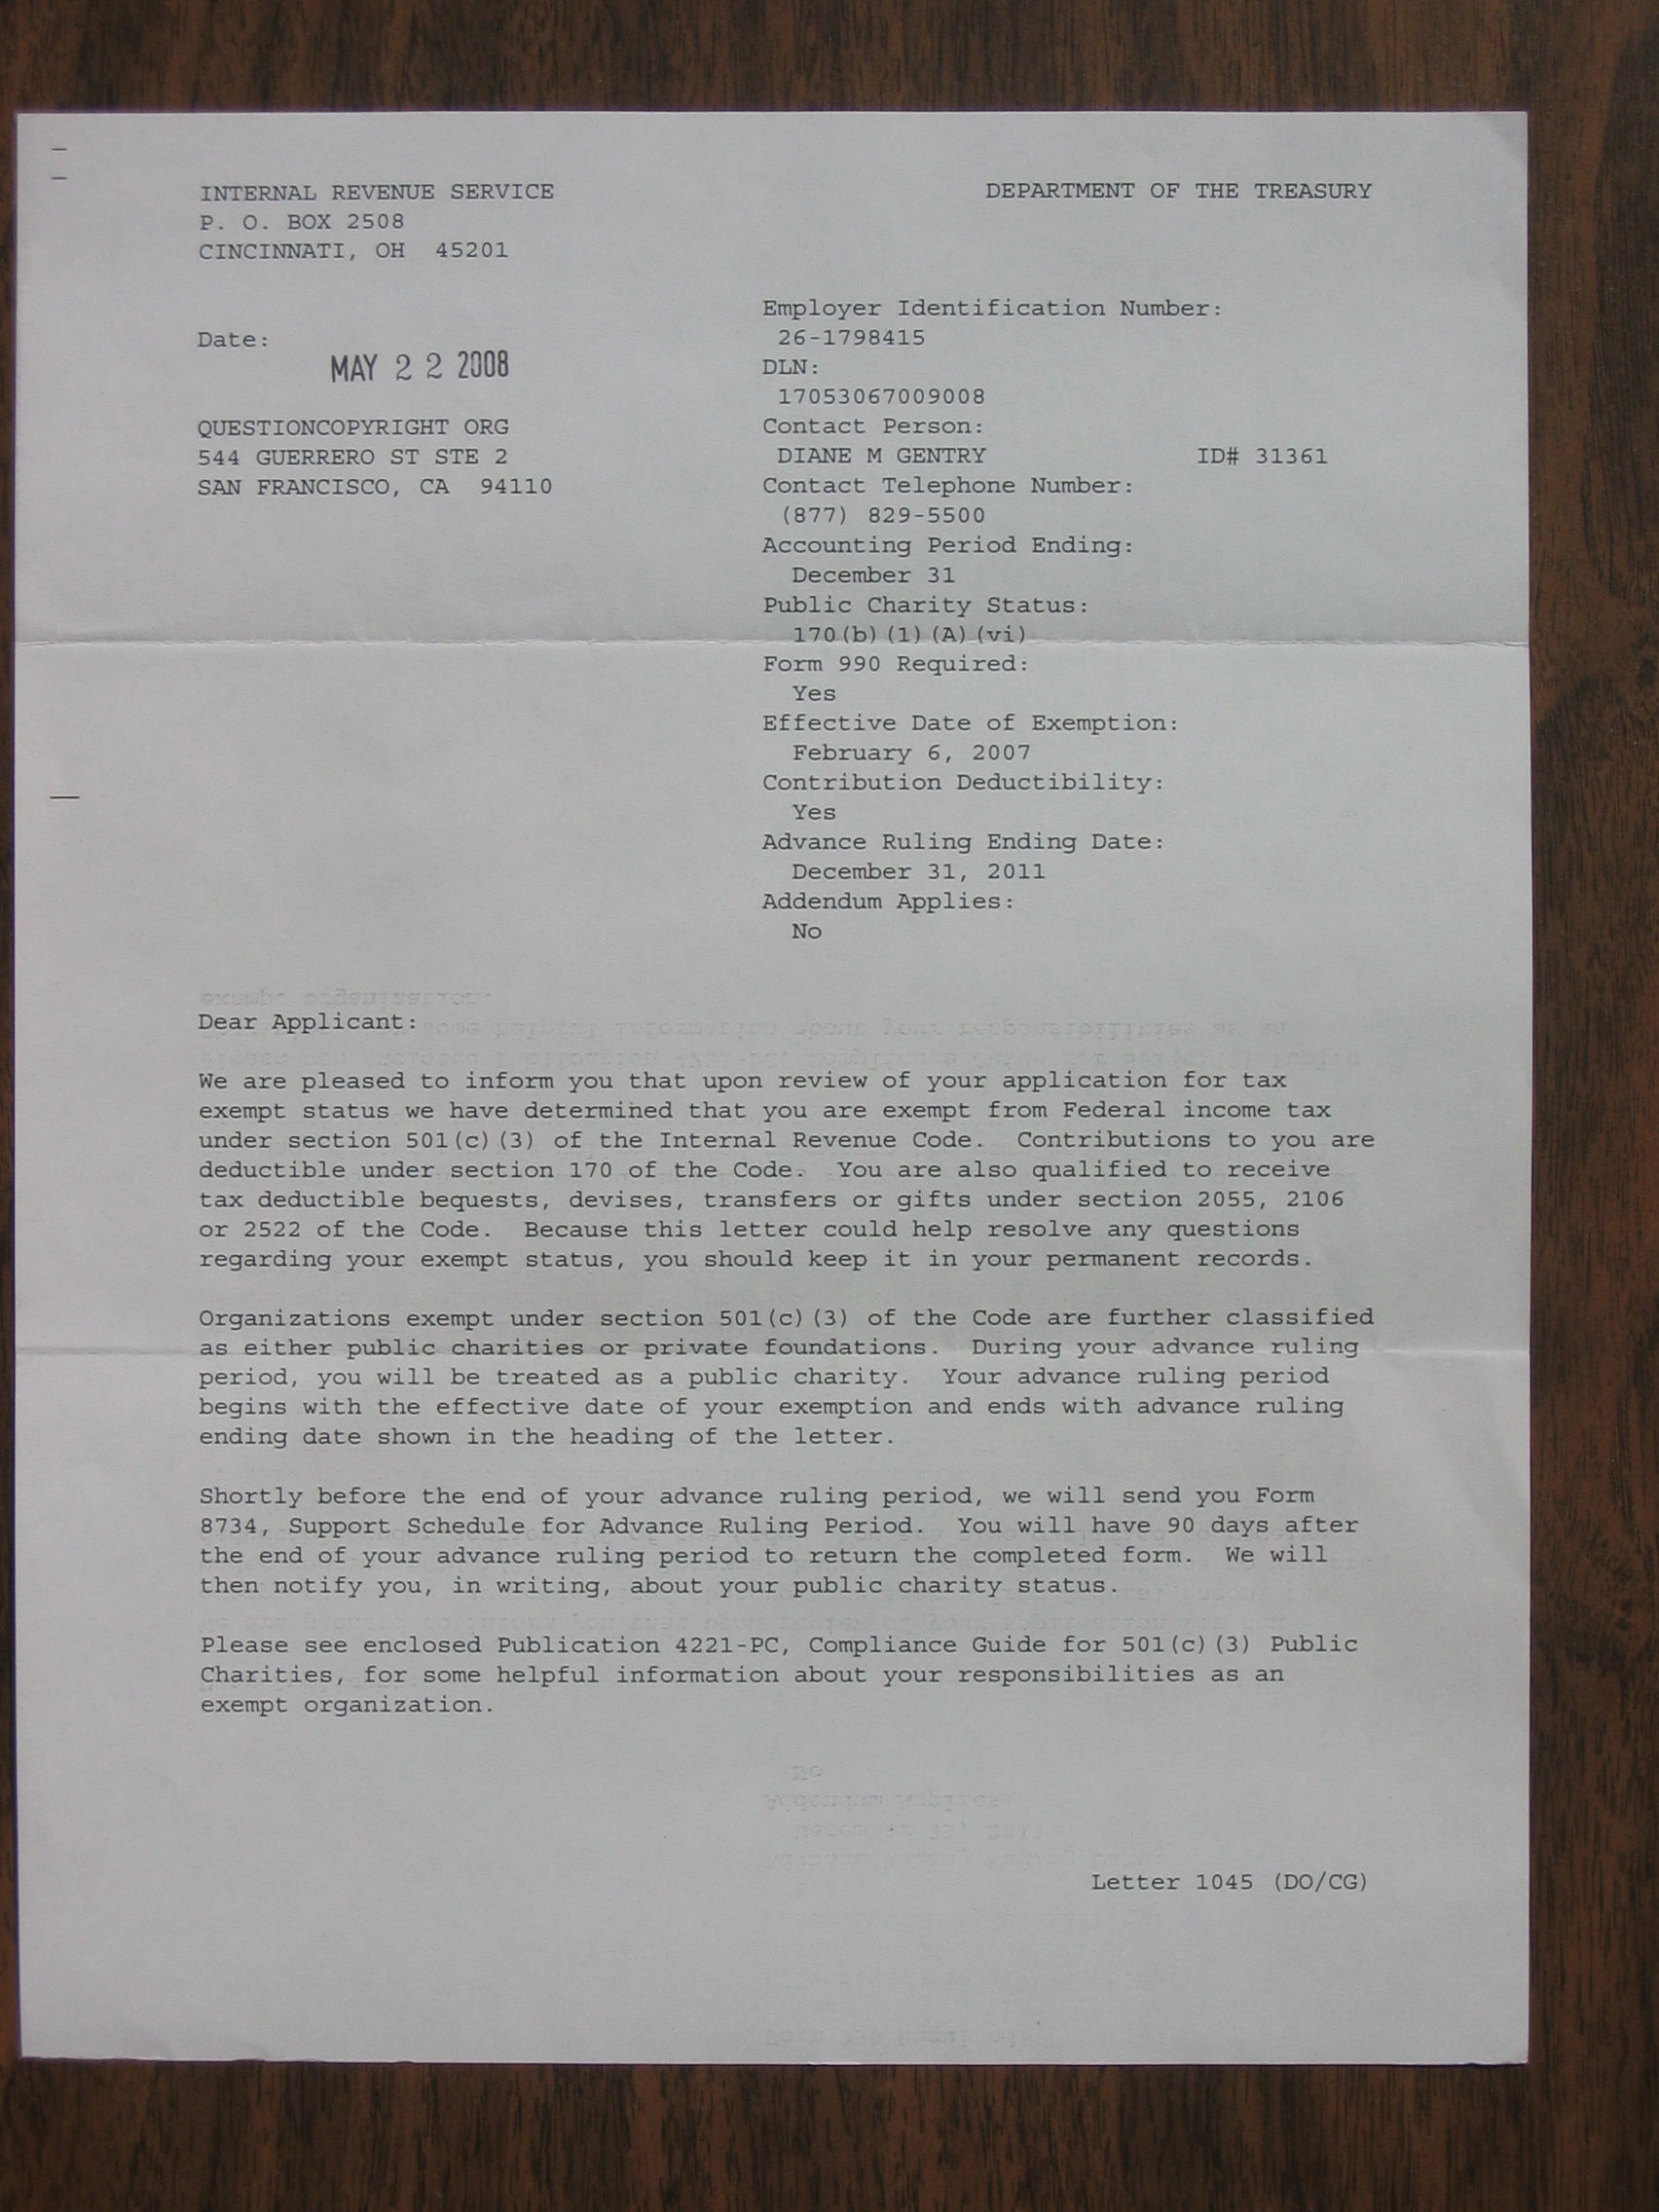 INTERNAL REVENUE SERVICE
P. O. BOX 2508
CINCINNATI, OH  45201
DEPARTMENT OF THE TREASURY
Date:
MAY 22 2008
QUESTIONCOPYRIGHT ORG
544 GUERRERO ST STE 2
SAN FRANCISCO, CA  94110
Employer Identification Number:
26-1798415
DLN:
17053067009008
Contact Person:
DIANE M GENTRY ID# 31361
Contact Telephone Number:
(877) 829-5500
Accounting Period Ending:
December 31
Public Charity Status:
170(b)(1)(A)(vi)
Form 990 Required:
Yes
Effective Date of Exemption:
February 6, 2007
Contribution Deductibility:
Yes
Advance Ruling Ending Date:
December 31, 2011
Addendum Applies:
No
Dear Applicant:
We are pleased to inform you that upon review of your application for tax
exempt status we have determined that you are exempt from Federal income tax
under section 501(c)(3) of the Internal Revenue Code.  Contributions to you are
deductible under section 170 of the Code.  You are also qualified to receive
tax deductible bequests, devises, transfers or gifts under section 2055, 2106
or 2522 of the Code.  Because this letter could help resolve any questions
regarding your exempt status, you should keep it in your permanent records.
Organizations exempt under section 501(c)(3) of the Code are further classified
as either public charities or private foundations.  During your advance ruling
period, you will be treated as a public charity.  Your advance ruling period
begins with the effective date of your exemption and ends with advance ruling
ending date shown in the heading of the letter.
Shortly before the end of your advance ruling period, we will send you Form
8734, Support Schedule for Advance Ruling Period.  You will have 90 days after
the end of your advance ruling period to return the completed form.  We will
then notify you, in writing, about your public charity status.
Please see enclosed Publication 4221-PC, Compliance Guide for 501(c)(3) Public
Charities, for some helpful information about your responsibilities as an
exempt organization.
Letter 1045 (DO/CG)